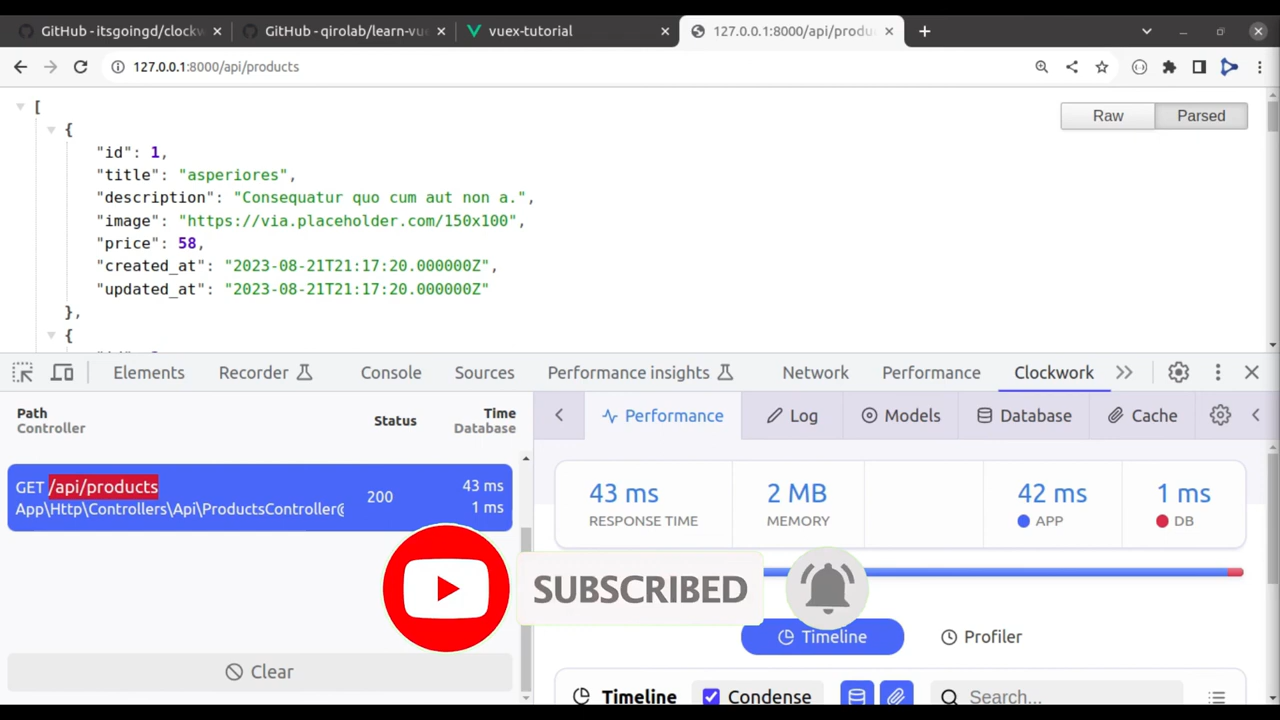 GitHub - itsgoingd/clockw
GitHub - qirolab/learn-vue
vuex-tutorial
127.0.0.1:8000/api/produ
127.0.0.1:8000/api/products
[
{
"id": 1,
"title": "asperiores",
"description": "Consequatur quo cum aut non a.",
"image": "https://via.placeholder.com/150x100",
"price": 58,
"created_at": "2023-08-21T21:17:20.000000Z",
"updated_at": "2023-08-21T21:17:20.000000Z"
},
{
Raw
Parsed
Elements
Recorder
Console
Sources
Performance insights
Network
Performance
Clockwork
Path
Controller
Status
Time
Database
Performance
Log
Models
Database
Cache
GET /api/products
App\Http\Controllers\Api\ProductsController@
200
43 ms
1 ms
43 ms
RESPONSE TIME
2 MB
MEMORY
42 ms
APP
1 ms
DB
SUBSCRIBED
Timeline
Profiler
Clear
Timeline
Condense
Search...